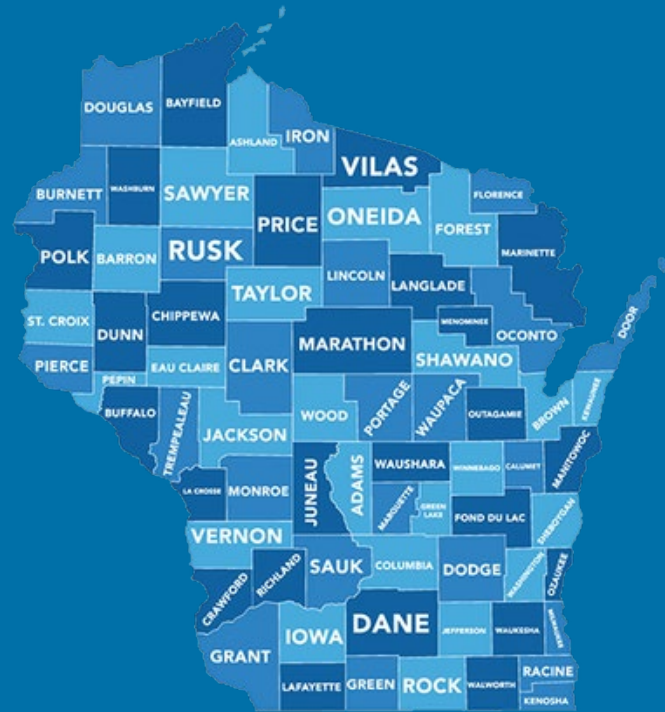 DOUGLAS
BAYFIELD
ASHLAND
IRON
VILAS
BURNETT
WASHBURN
SAWYER
PRICE
ONEIDA
FLORENCE
FOREST
MARINETTE
POLK
BARRON
RUSK
LINCOLN
LANGLADE
TAYLOR
ST. CROIX
DUNN
CHIPPEWA
MARATHON
MENOMINEE
OCONTO
DOOR
PIERCE
PEPIN
EAU CLAIRE
CLARK
SHAWANO
BUFFALO
TREMPEALEAU
JACKSON
WOOD
PORTAGE
WAUPACA
OUTAGAMIE
BROWN
KEWAUNEE
LA CROSSE
MONROE
JUNEAU
ADAMS
WAUSHARA
WINNEBAGO
CALUMET
MANITOWOC
MARQUETTE
GREEN
LAKE
FOND DU LAC
SHEBOYGAN
VERNON
CRAWFORD
RICHLAND
SAUK
COLUMBIA
DODGE
WASHINGTON
OZAUKEE
GRANT
IOWA
DANE
JEFFERSON
WAUKESHA
MILWAUKEE
LAFAYETTE
GREEN
ROCK
WALWORTH
RACINE
KENOSHA